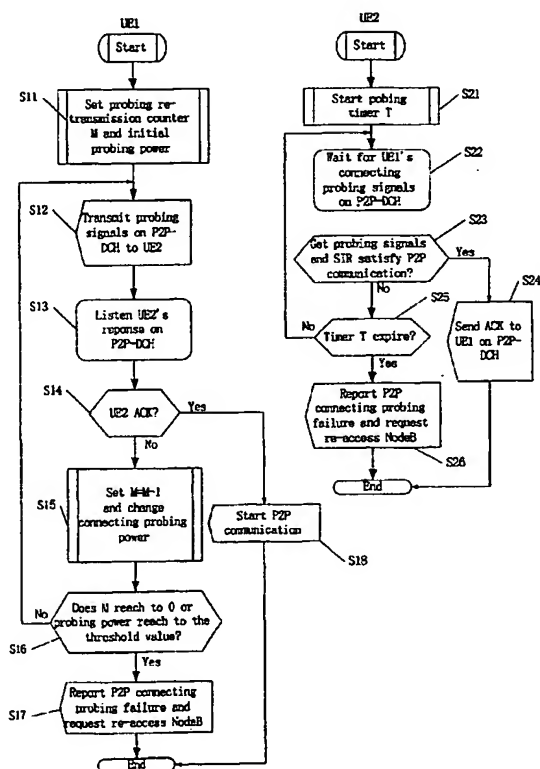 UE1
Start
S11
Set probing re-
transmission counter
M and initial
probing power
S12
Transmit probing
signals on P2P-
DCH to UE2
S13
Listen UE2's
reponse on
P2P-DCH
S14
UE2 ACK?
Yes
No
S15
Set M=M-1
and change
connecting probing
power
Start P2P
communication
S18
No
Does M reach to 0 or
probing power reach to the
threshold value?
S16
Yes
Report P2P connecting
probing failure and
request re-access NodeB
S17
End
UE2
Start
Start pobing
timer T
S21
Wait for UE1's
connecting
probing signals
on P2P-DCH
S22
S23
Get probing signals
and SIR satisfy P2P
communication?
Yes
S24
No
S25
Send ACK to
UE1 on P2P-
DCH
No
Timer T expire?
Yes
Report P2P
connecting probing
failure and request
re-access NodeB
S26
End